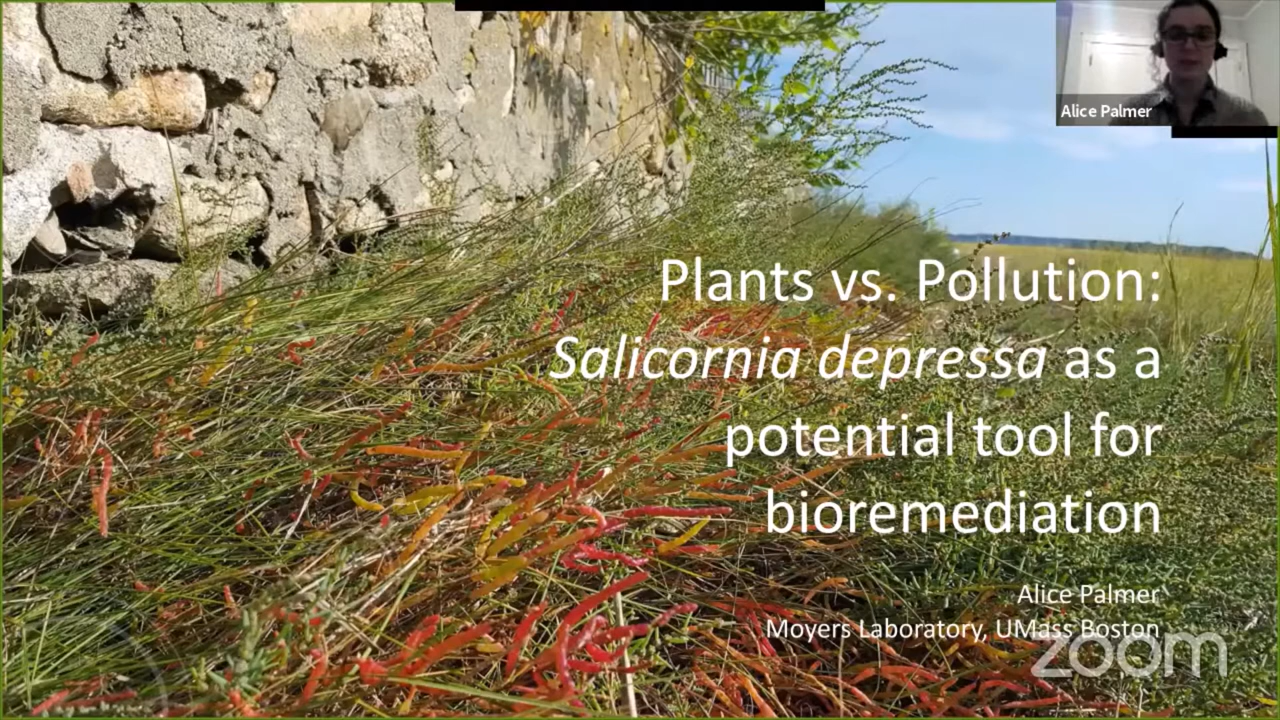 Alice Palmer
Plants vs. Pollution:
Salicornia depressa as a
potential tool for
bioremediation
Alice Palmer
Moyers Laboratory, UMass Boston
zoom